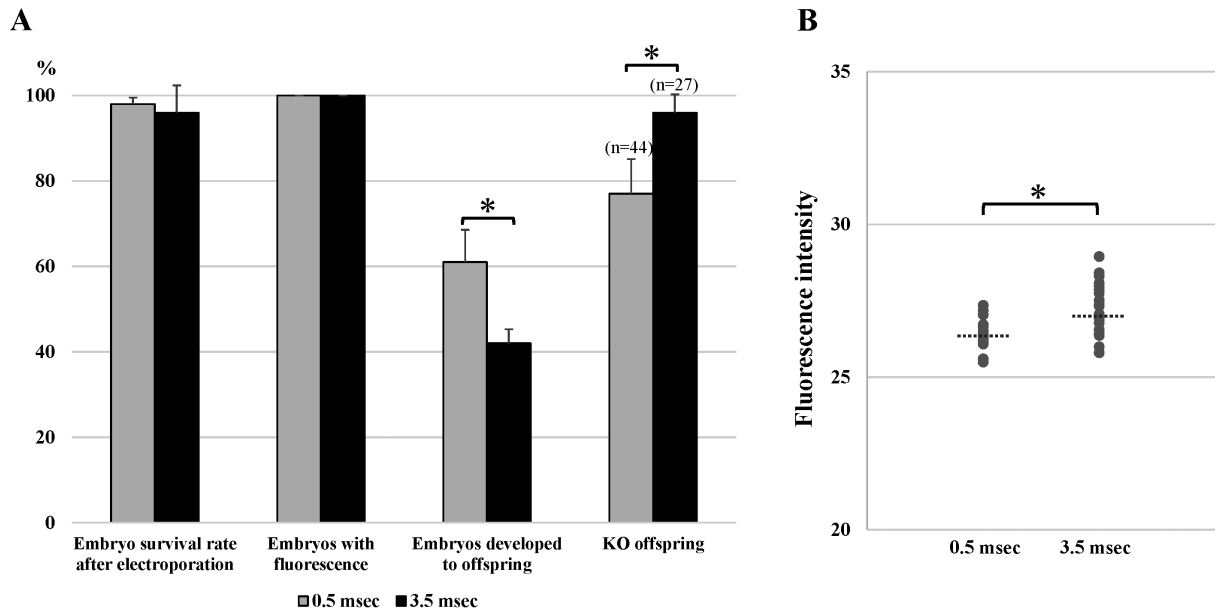 A
%
100
80
60
40
20
0
*
*
(n=44)
(n=27)
Embryo survival rate
after electroporation
Embryos with
fluorescence
Embryos developed
to offspring
KO offspring
0.5 msec 3.5 msec
B
Fluorescence intensity
35
30
25
20
*
0.5 msec 3.5 msec